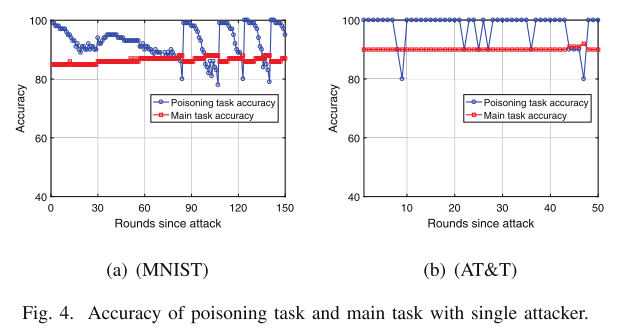 100
80
60
40
Accuracy
Poisoning task accuracy
Main task accuracy
0 30 60 90 120 150
Rounds since attack
(a) (MNIST)
100
80
60
40
Accuracy
Poisoning task accuracy
Main task accuracy
10 20 30 40 50
Rounds since attack
(b) (AT&T)
Fig. 4. Accuracy of poisoning task and main task with single attacker.